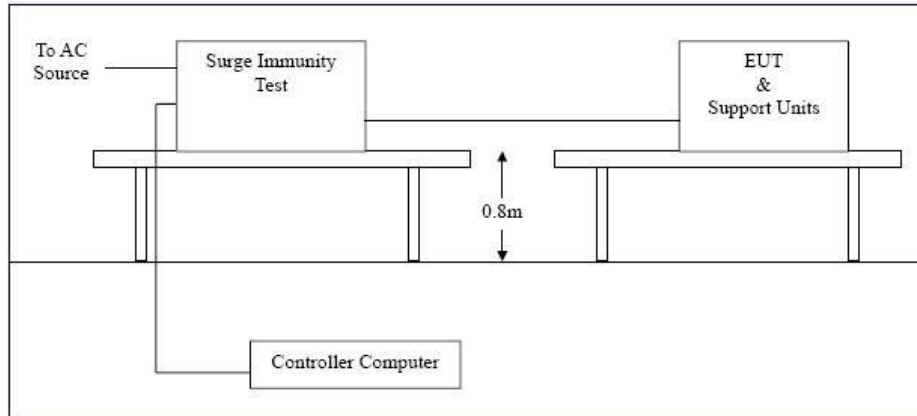 To AC
Source
Surge Immunity
Test
EUT
&
Support Units
0.8m
Controller Computer